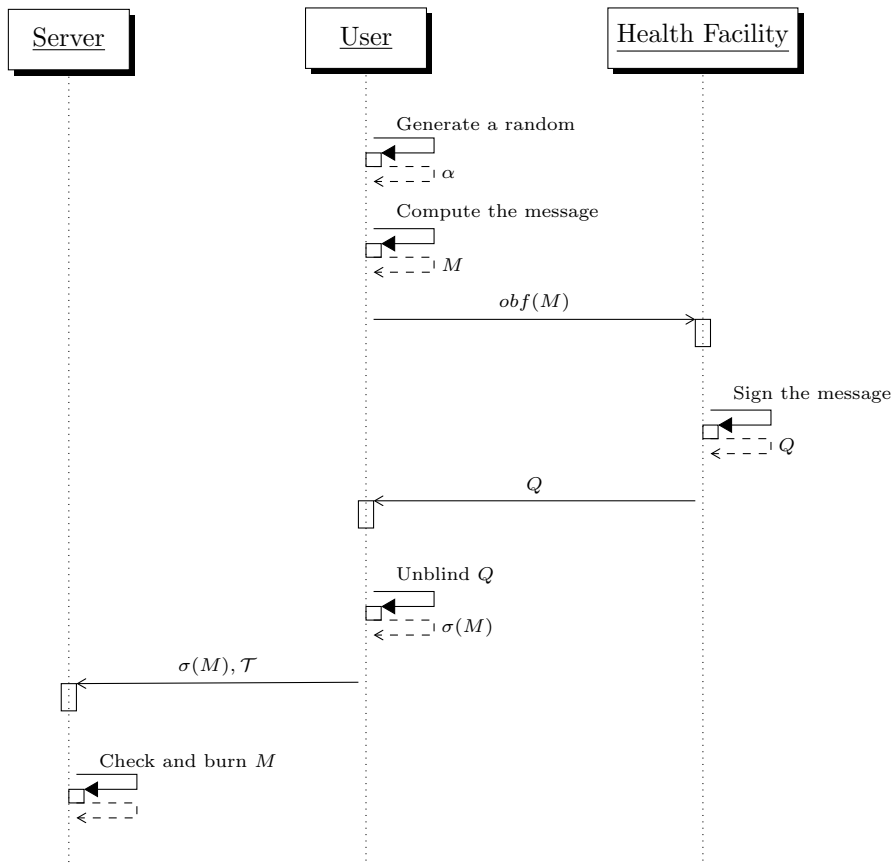 Server
User
Health Facility
Generate a random
α
Compute the message
M
obf(M)
Sign the message
Q
Q
Unblind Q
σ(M)
σ(M), 𝒯
Check and burn M